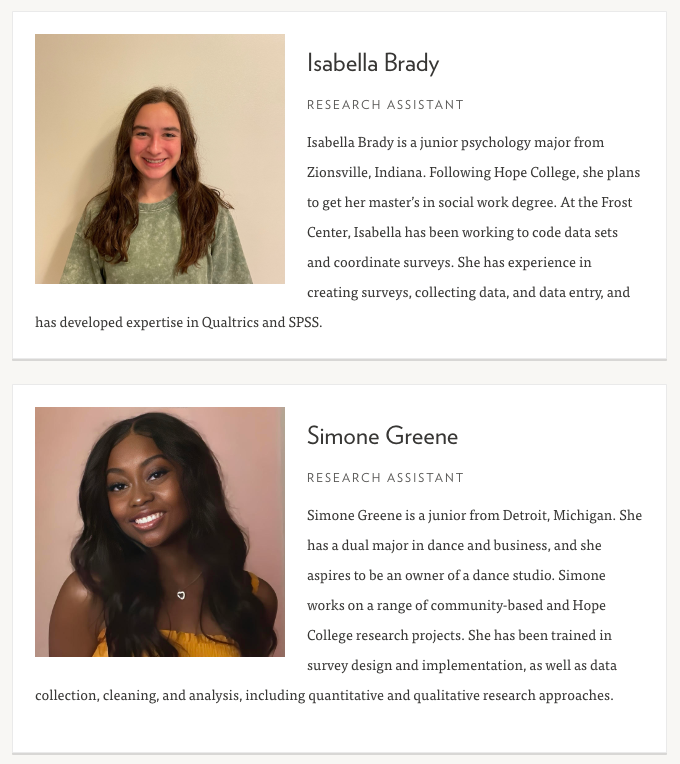 Isabella Brady
RESEARCH ASSISTANT
Isabella Brady is a junior psychology major from
Zionsville, Indiana. Following Hope College, she plans
to get her master’s in social work degree. At the Frost
Center, Isabella has been working to code data sets
and coordinate surveys. She has experience in
creating surveys, collecting data, and data entry, and
has developed expertise in Qualtrics and SPSS.
Simone Greene
RESEARCH ASSISTANT
Simone Greene is a junior from Detroit, Michigan. She
has a dual major in dance and business, and she
aspires to be an owner of a dance studio. Simone
works on a range of community-based and Hope
College research projects. She has been trained in
survey design and implementation, as well as data
collection, cleaning, and analysis, including quantitative and qualitative research approaches.